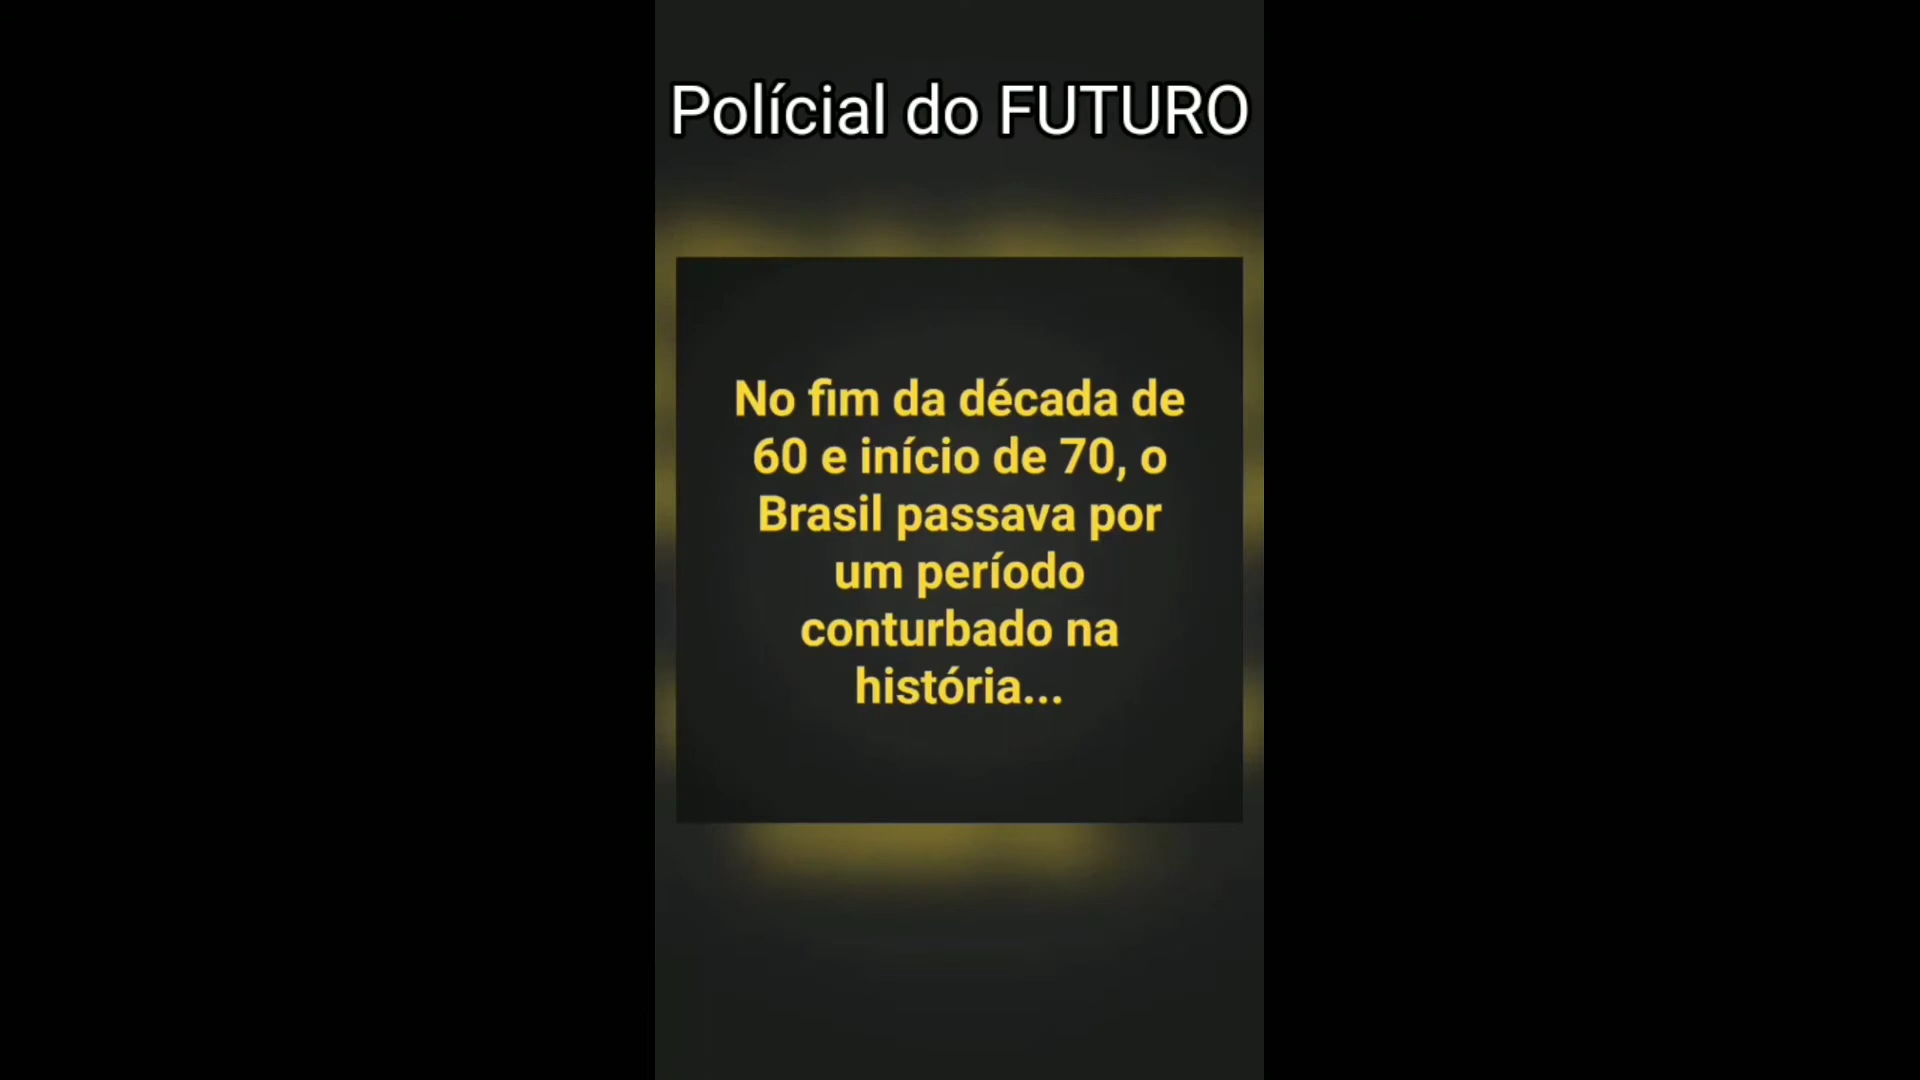 Polícial do FUTURO
No fim da década de
60 e início de 70, o
Brasil passava por
um período
conturbado na
história...